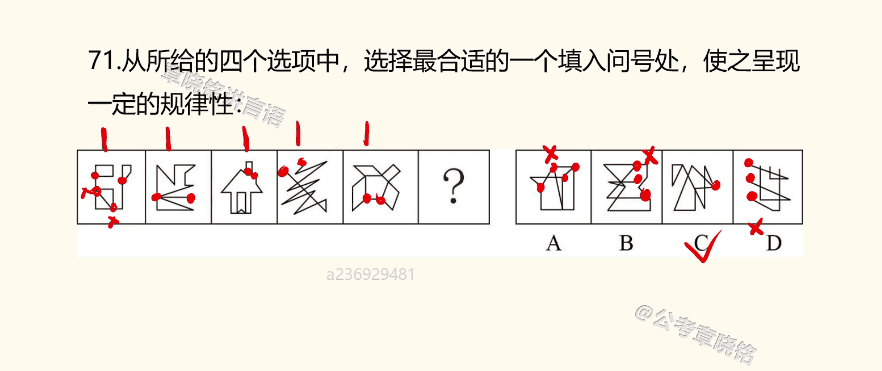 71.从所给的四个选项中，选择最合适的一个填入问号处，使之呈现
一定的规律性：
章晓铭讲言语
?
A B C D
a236929481
@公考章晓铭